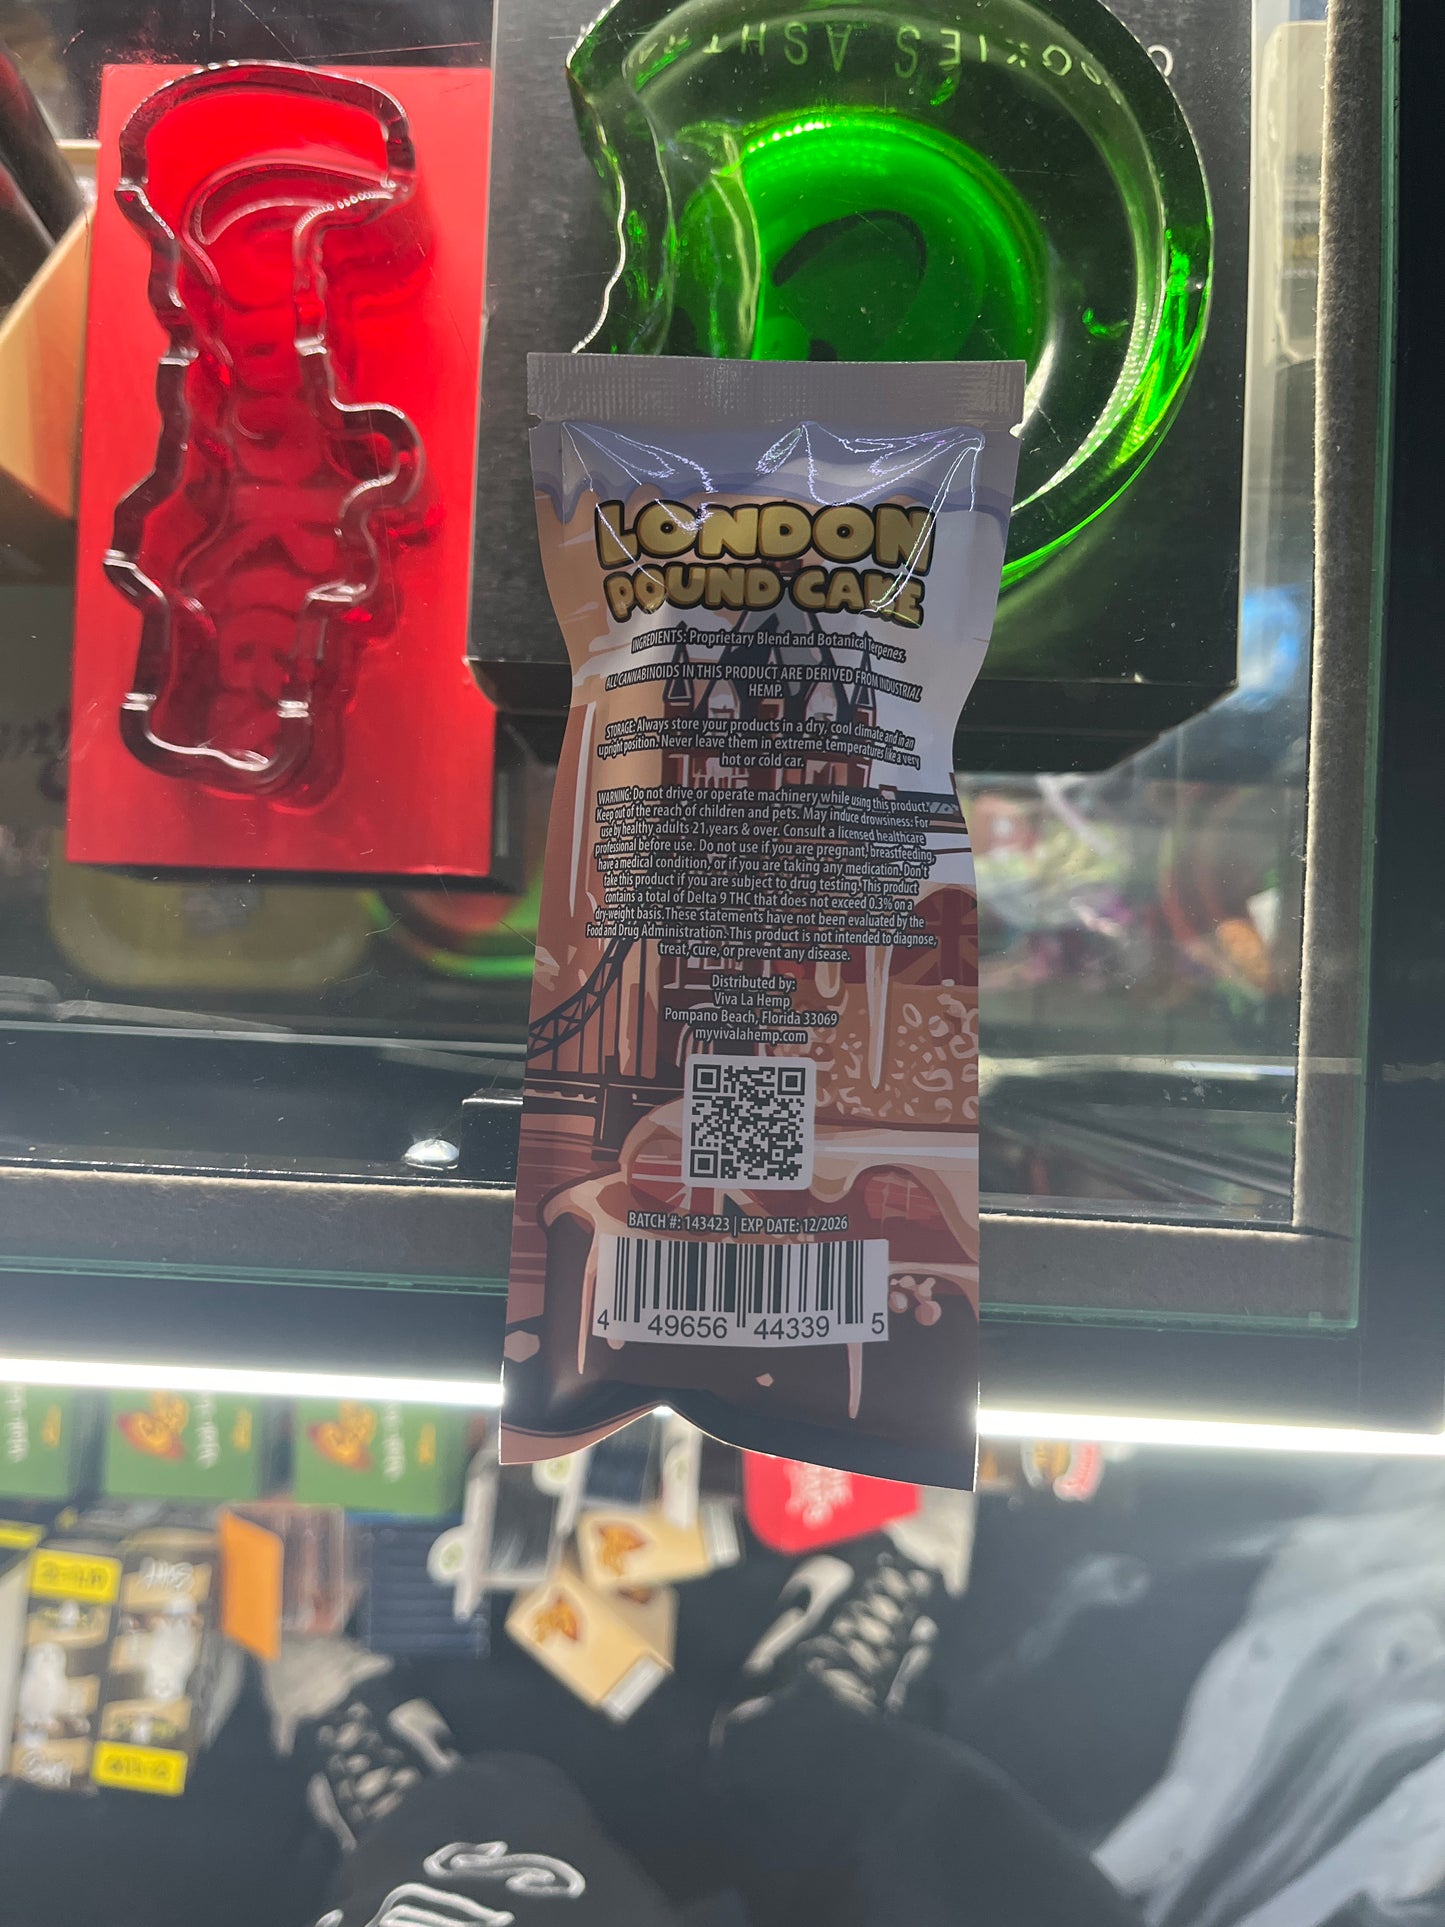 LONDON
POUND CAKE
INGREDIENTS: Proprietary Blend and Botanical Terpenes.
ALL CANNABINOIDS IN THIS PRODUCT ARE DERIVED FROM INDUSTRIAL
HEMP.
STORAGE: Always store your products in a dry, cool climate and in an
upright position. Never leave them in extreme temperatures like a very
hot or cold car.
WARNING: Do not drive or operate machinery while using this product.
Keep out of the reach of children and pets. May induce drowsiness. For
use by healthy adults 21 years & over. Consult a licensed healthcare
professional before use. Do not use if you are pregnant, breastfeeding,
have a medical condition, or if you are taking any medication. Don't
take this product if you are subject to drug testing. This product
contains a total of Delta 9 THC that does not exceed 0.3% on a
dry-weight basis. These statements have not been evaluated by the
Food and Drug Administration. This product is not intended to diagnose,
treat, cure, or prevent any disease.
Distributed by:
Viva La Hemp
Pompano Beach, Florida 33069
myvivalahemp.com
BATCH #: 143423 | EXP DATE: 12/2026
4 49656 44339 5